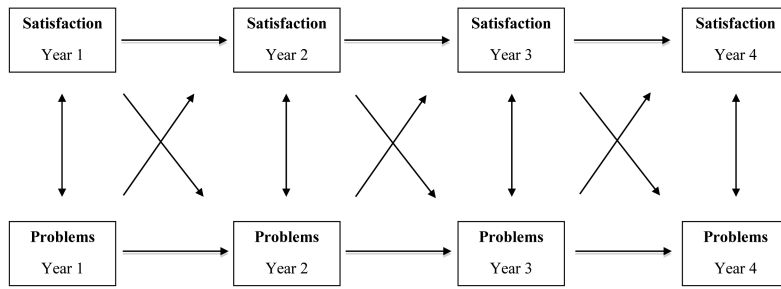 Satisfaction
Year 1
Satisfaction
Year 2
Satisfaction
Year 3
Satisfaction
Year 4
Problems
Year 1
Problems
Year 2
Problems
Year 3
Problems
Year 4